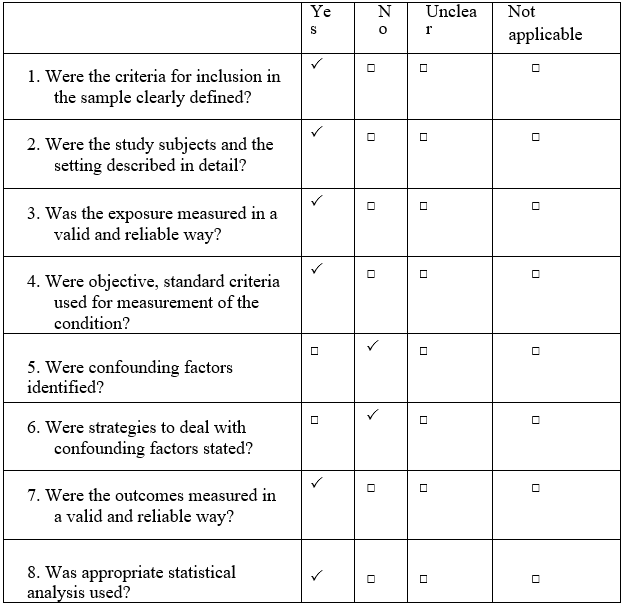 Ye N Unclea Not
s o r applicable
1. Were the criteria for inclusion in ✓ □ □ □
the sample clearly defined?
2. Were the study subjects and the ✓ □ □ □
setting described in detail?
3. Was the exposure measured in a ✓ □ □ □
valid and reliable way?
4. Were objective, standard criteria ✓ □ □ □
used for measurement of the
condition?
5. Were confounding factors □ ✓ □ □
identified?
6. Were strategies to deal with □ ✓ □ □
confounding factors stated?
7. Were the outcomes measured in ✓ □ □ □
a valid and reliable way?
8. Was appropriate statistical ✓ □ □ □
analysis used?